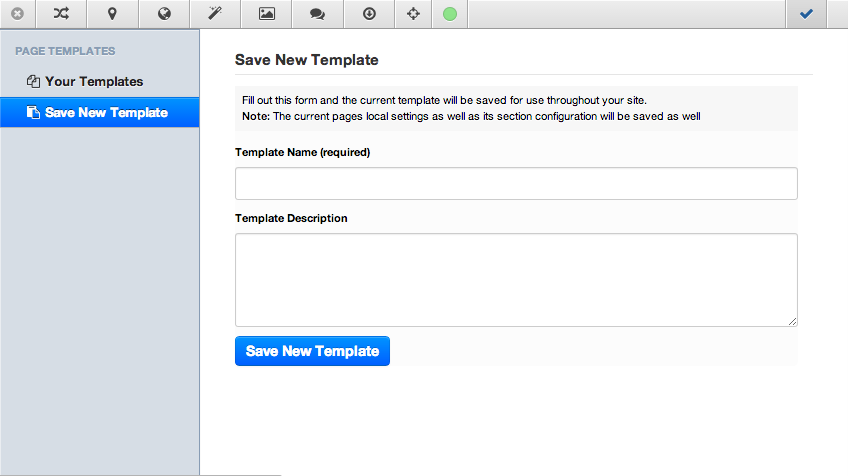 PAGE TEMPLATES
Your Templates
Save New Template
Save New Template
Fill out this form and the current template will be saved for use throughout your site.
Note: The current pages local settings as well as its section configuration will be saved as well
Template Name (required)
Template Description
Save New Template